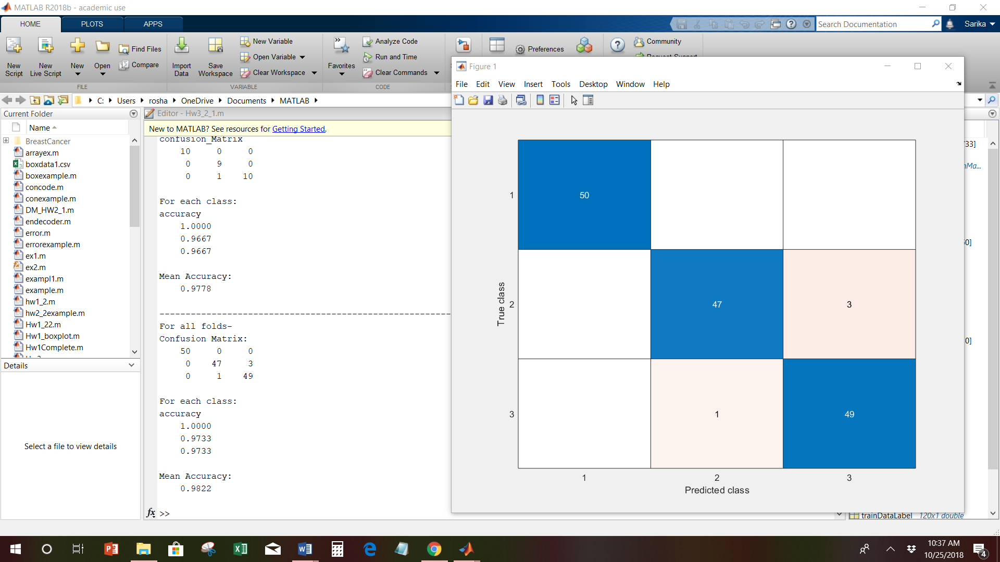 MATLAB R2018b - academic use
HOME
PLOTS
APPS
Search Documentation
Sarika
New Script
New Live Script
New
Open
Find Files
Compare
Import Data
Save Workspace
New Variable
Open Variable
Clear Workspace
Favorites
Analyze Code
Run and Time
Clear Commands
Preferences
Community
FILE
VARIABLE
CODE
C:
Users
rosha
OneDrive
Documents
MATLAB
Current Folder
Name
BreastCancer
arrayex.m
boxdata1.csv
boxexample.m
concode.m
conexample.m
DM_HW2_1.m
endecoder.m
error.m
errorexample.m
ex1.m
ex2.m
exampl1.m
example.m
hw1_2.m
hw2_2example.m
Hw1_22.m
Hw1_boxplot.m
Hw1Complete.m
Details
Select a file to view details
Editor - Hw3_2_1.m
New to MATLAB? See resources for Getting Started.
confusion_Matrix
10 0 0
0 9 0
0 1 10
For each class:
accuracy
1.0000
0.9667
0.9667
Mean Accuracy:
0.9778
--------------------------------------------------------
For all folds-
Confusion Matrix:
50 0 0
0 47 3
0 1 49
For each class:
accuracy
1.0000
0.9733
0.9733
Mean Accuracy:
0.9822
fx >>
Figure 1
File Edit View Insert Tools Desktop Window Help
1
50
True class
2
47
3
3
1
49
1 2 3
Predicted class
trainDataLabel 120x1 double
10:37 AM
10/25/2018
4